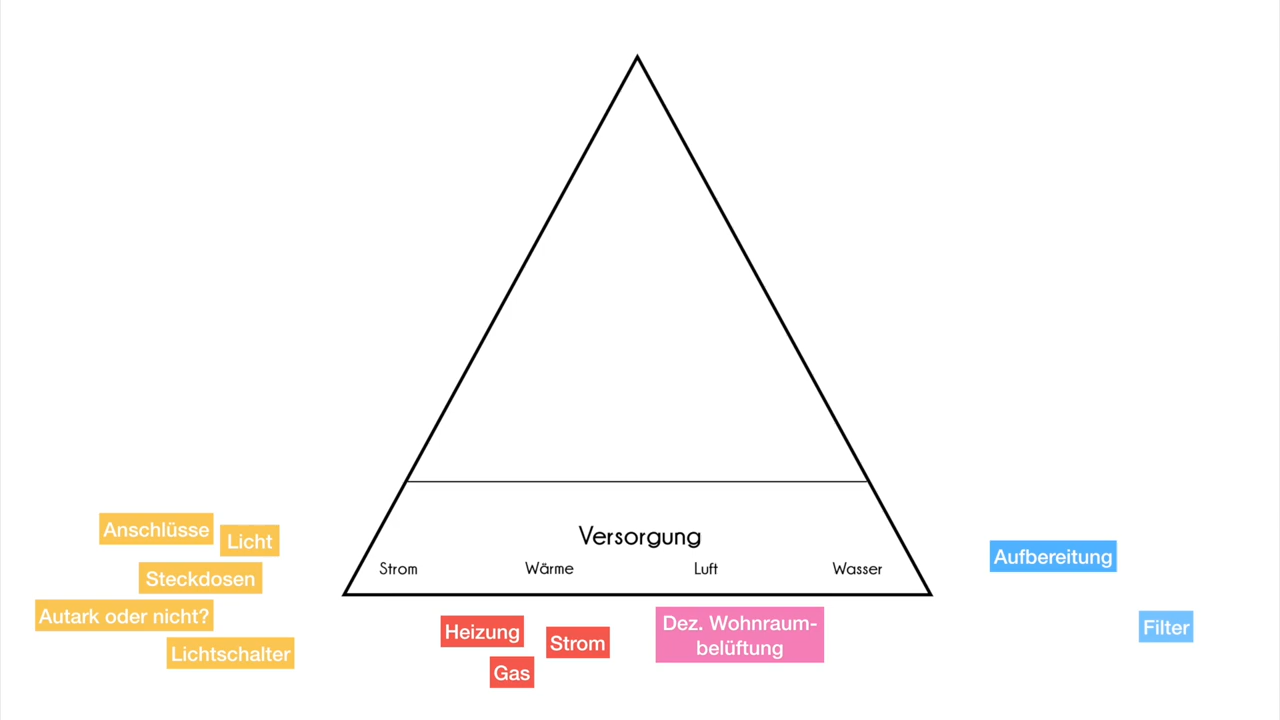 Versorgung
Strom
Wärme
Luft
Wasser
Anschlüsse
Licht
Steckdosen
Autark oder nicht?
Lichtschalter
Heizung
Strom
Gas
Dez. Wohnraum-
belüftung
Aufbereitung
Filter